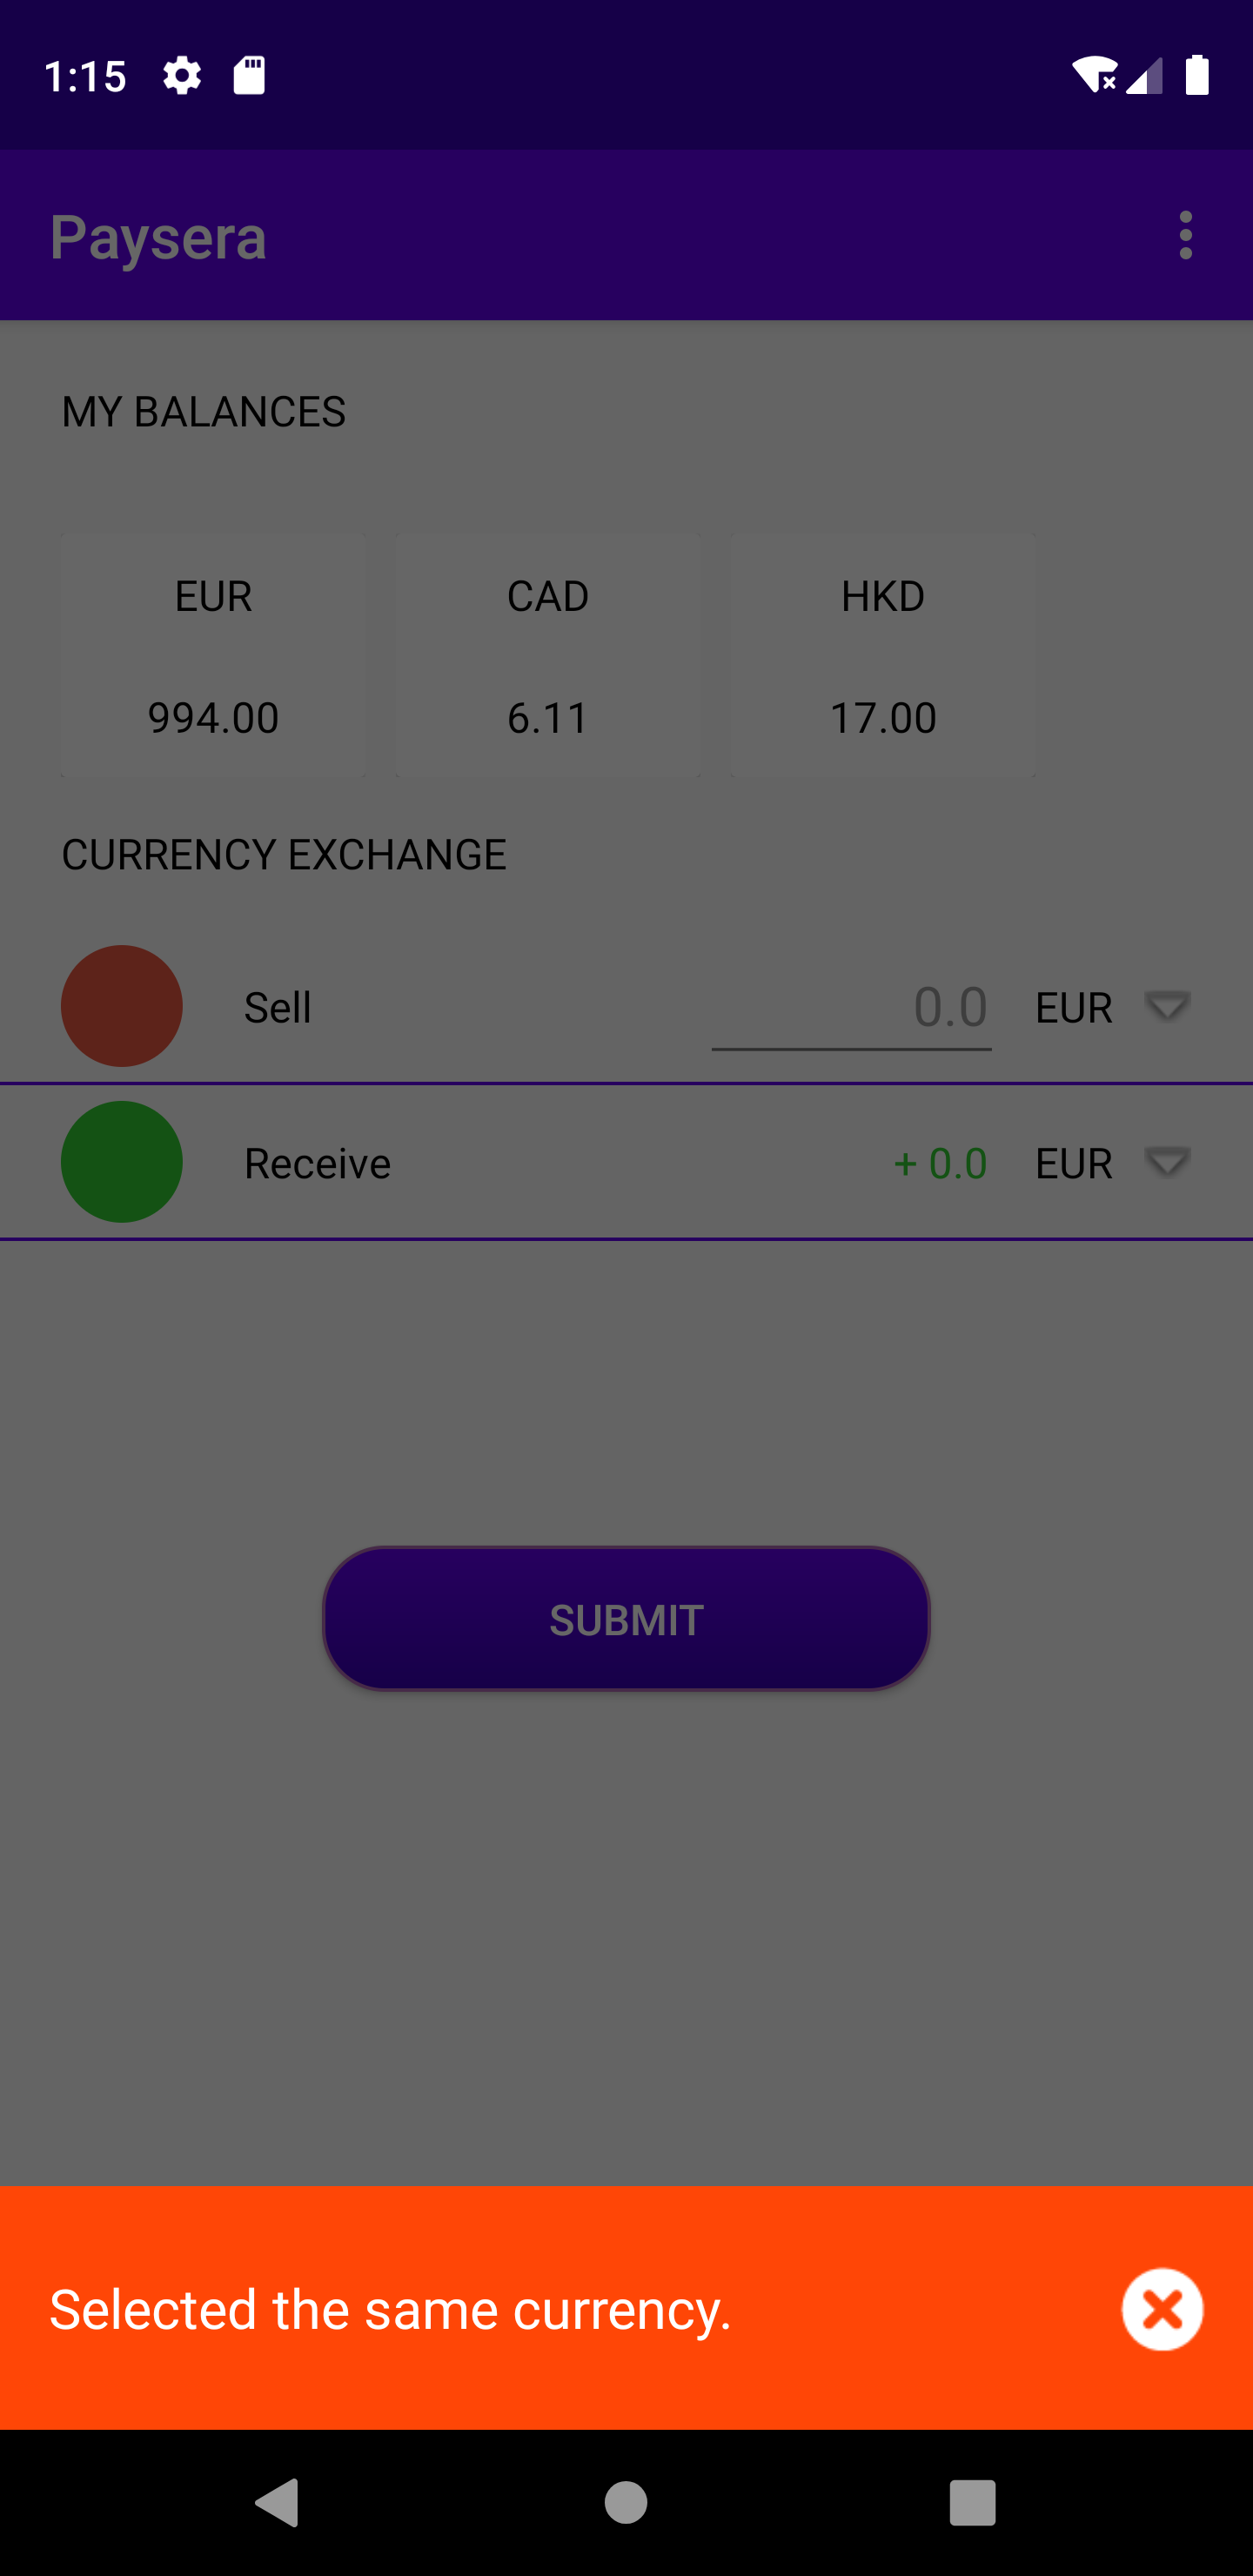 1:15
Paysera
MY BALANCES
EUR CAD HKD
994.00 6.11 17.00
CURRENCY EXCHANGE
Sell 0.0 EUR
Receive + 0.0 EUR
SUBMIT
Selected the same currency.